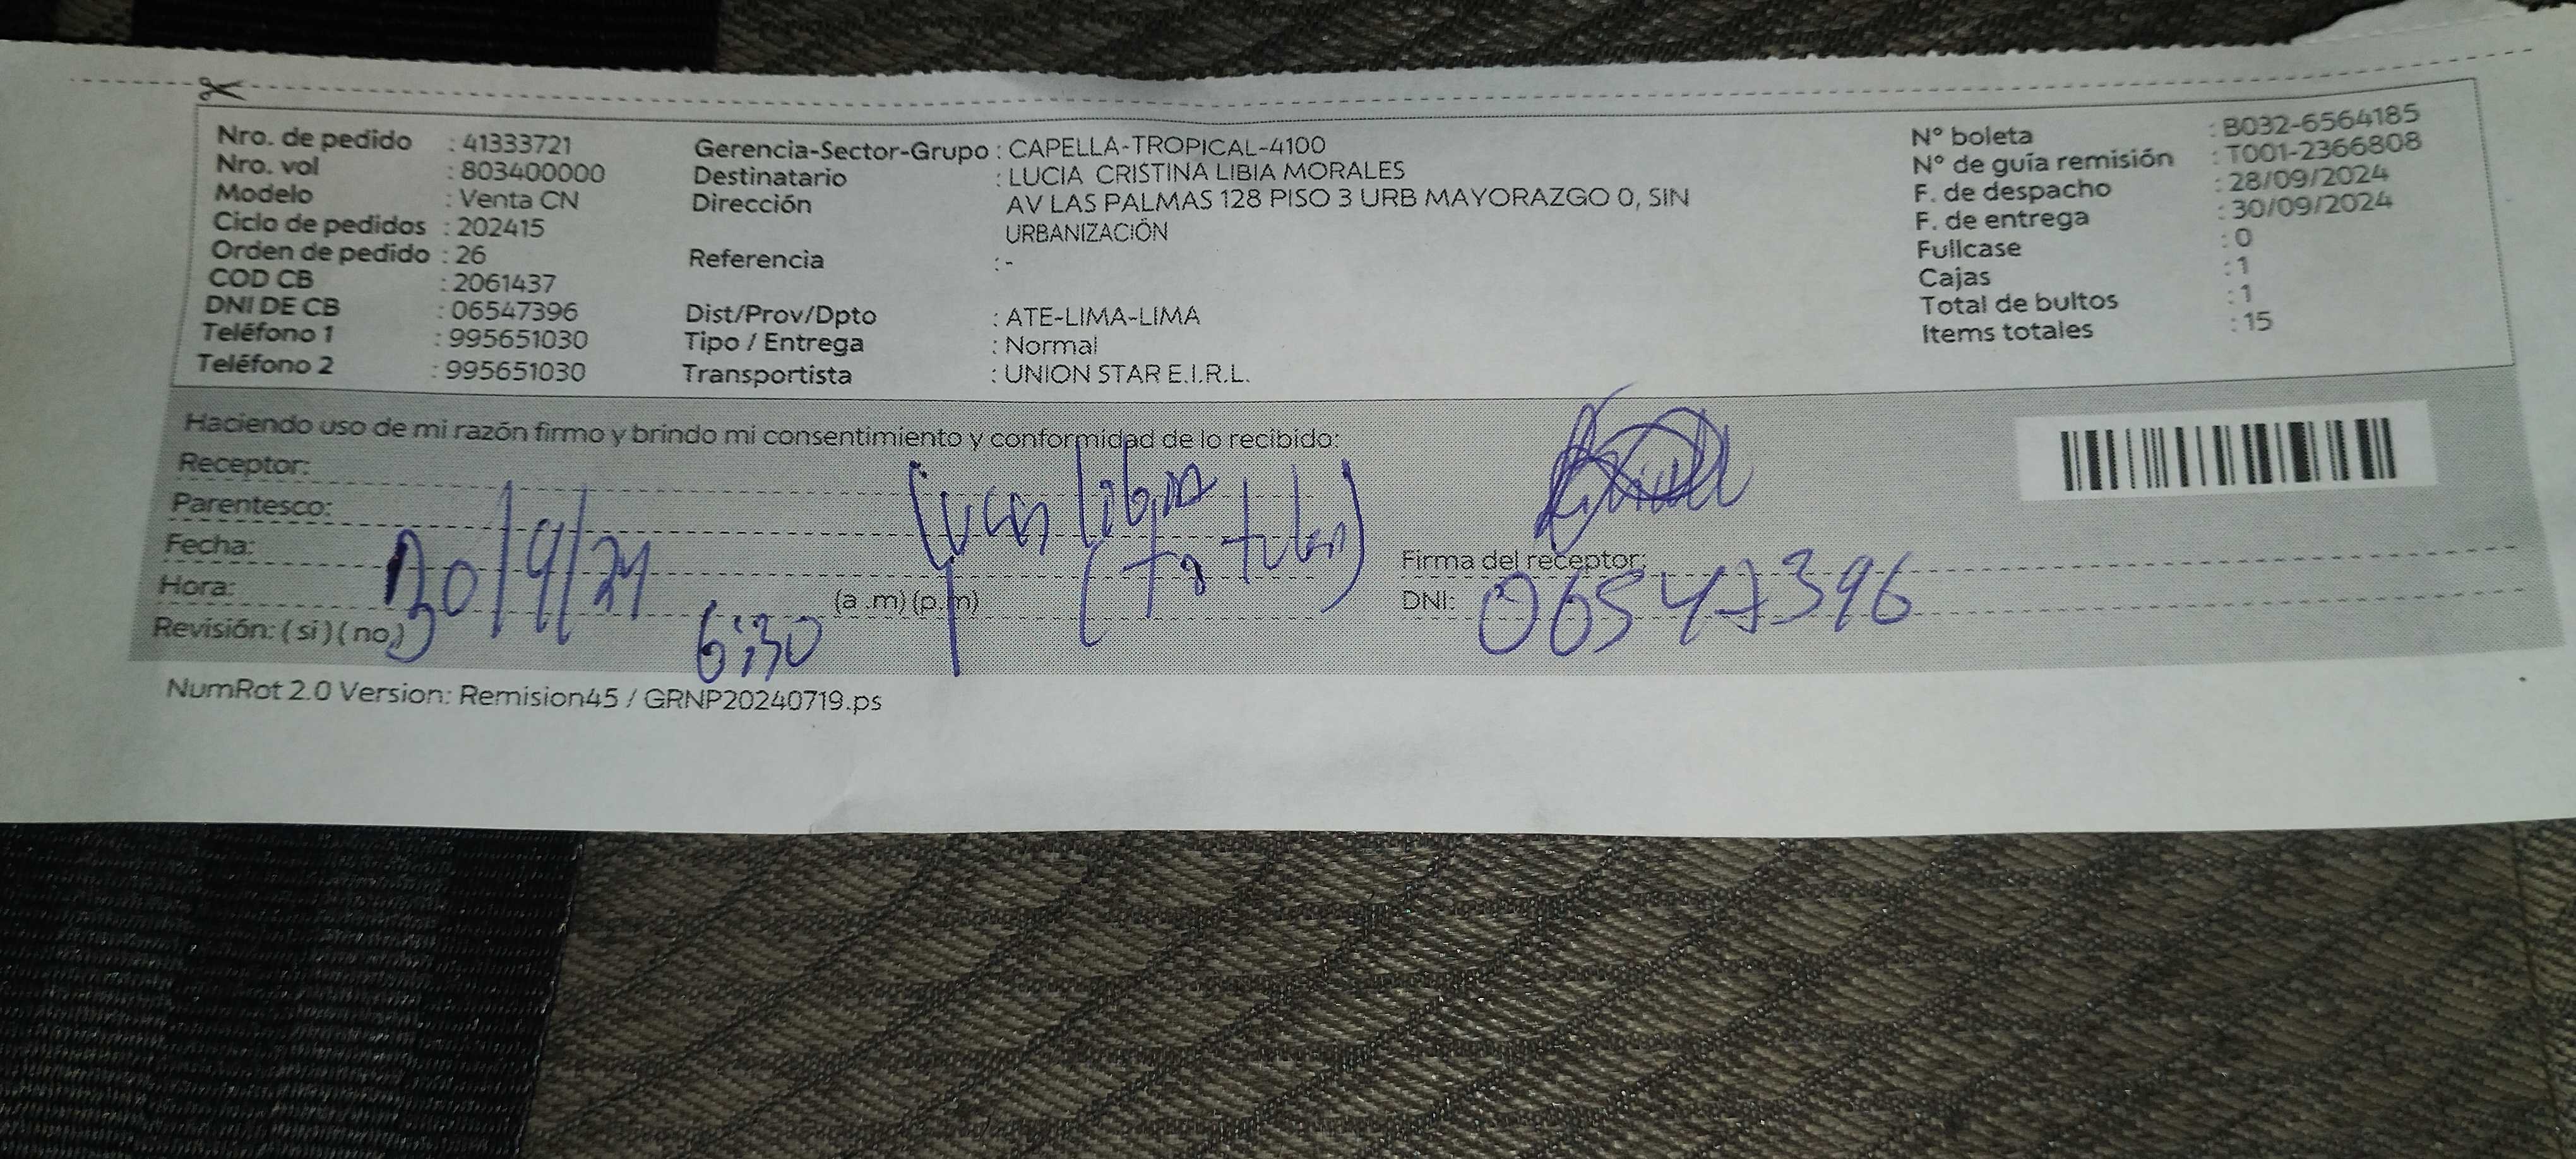 Nro. de pedido : 41333721
Nro. vol : 803400000
Modelo : Venta CN
Ciclo de pedidos : 202415
Orden de pedido : 26
COD CB : 2061437
DNI DE CB : 06547396
Teléfono 1 : 995651030
Teléfono 2 : 995651030
Gerencia-Sector-Grupo : CAPELLA-TROPICAL-4100
Destinatario : LUCIA CRISTINA LIBIA MORALES
Dirección AV LAS PALMAS 128 PISO 3 URB MAYORAZGO 0, SIN
URBANIZACIÓN
Referencia : -
Dist/Prov/Dpto : ATE-LIMA-LIMA
Tipo / Entrega : Normal
Transportista : UNION STAR E.I.R.L.
N° boleta : B032-6564185
N° de guía remisión : T001-2366808
F. de despacho : 28/09/2024
F. de entrega : 30/09/2024
Fullcase : 0
Cajas : 1
Total de bultos : 1
Items totales : 15
Haciendo uso de mi razón firmo y brindo mi consentimiento y conformidad de lo recibido:
Receptor:
Parentesco: libia
Fecha: 30/9/24
Hora: 6:30 (a .m) (p.m)
Revisión: ( si ) ( no )
Firma del receptor:
DNI: 06547396
NumRot 2.0 Version: Remision45 / GRNP20240719.ps